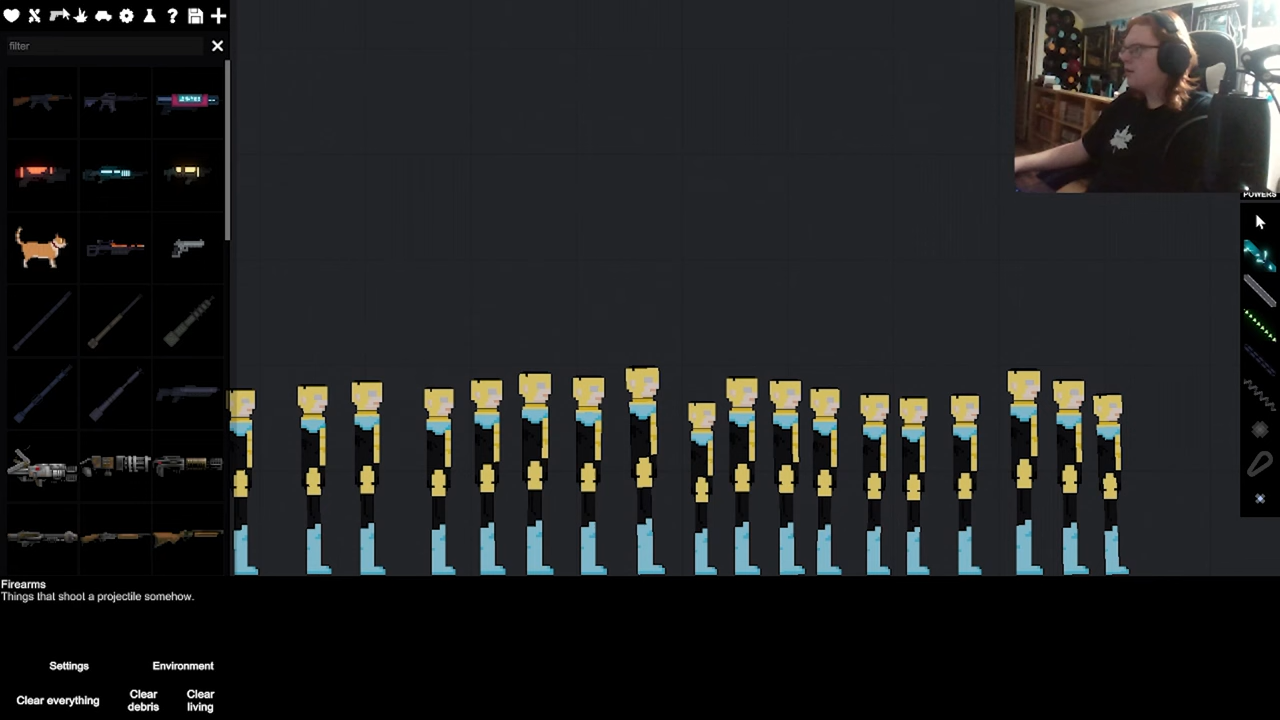 filter
POWERS
Firearms
Things that shoot a projectile somehow.
Settings
Environment
Clear everything
Clear
debris
Clear
living